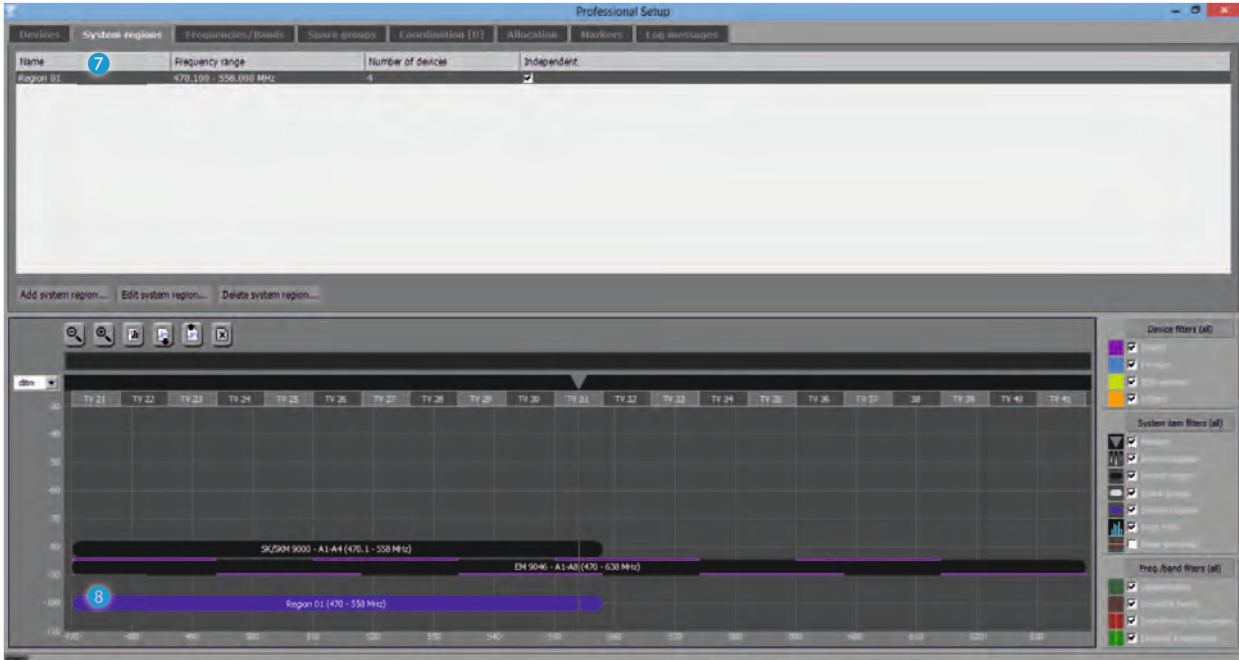 Professional Setup
Devices System regions Frequencies/Bands Spare groups Coordination [0] Allocation Markers Log messages
Name Frequency range Number of devices Independent
7
Region 01 470.100 - 558.000 MHz 4
Add system region... Edit system region... Delete system region...
Device filters (all)
dBm
TV 21 TV 22 TV 23 TV 24 TV 25 TV 26 TV 27 TV 28 TV 29 TV 30 TV 31 TV 32 TV 33 TV 34 TV 35 TV 36 TV 37 38 TV 39 TV 40 TV 41
System item filters (all)
-30
-40
-50
-60
-70
-80
SK/SKM 9000 - A1-A4 (470.1 - 558 MHz)
EM 9046 - A1-A8 (470 - 638 MHz)
-90
Freq./band filters (all)
8
-100
Region 01 (470 - 558 MHz)
-110
470 480 490 500 510 520 530 540 550 560 570 580 590 600 610 620 630